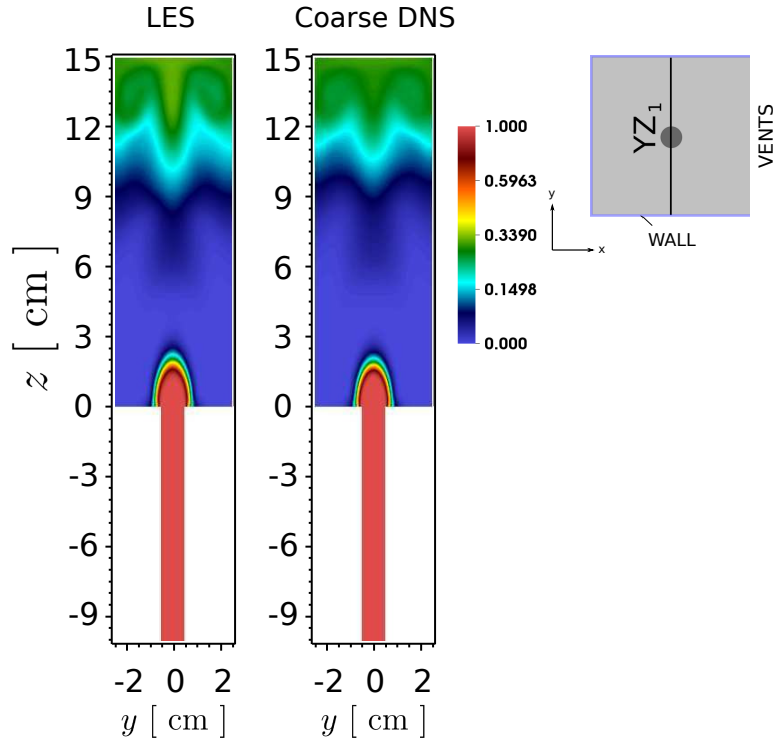 LES
Coarse DNS
15
12
9
6
3
0
-3
-6
-9
z [ cm ]
-2 0 2
y [ cm ]
15
12
9
6
3
0
-3
-6
-9
-2 0 2
y [ cm ]
1.000
0.5963
0.3390
0.1498
0.000
YZ₁
VENTS
WALL
y
x